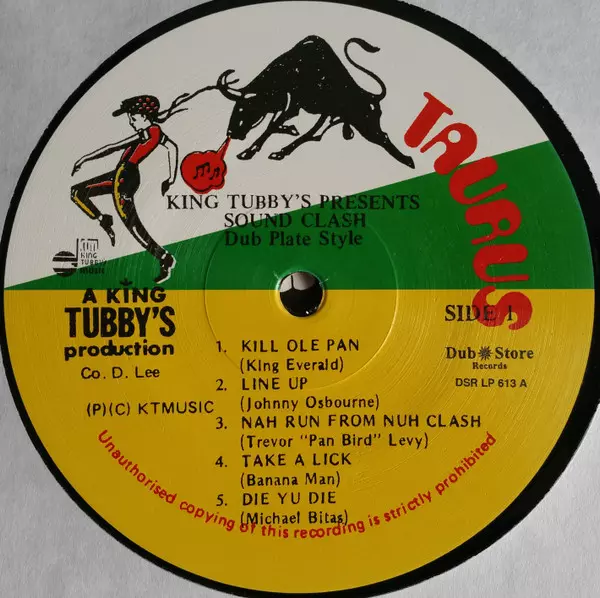 TAURUS
KING TUBBY'S PRESENTS
SOUND CLASH
Dub Plate Style
KING
TUBBY
music
A KING
TUBBY'S
production
Co. D. Lee
(P)(C) KTMUSIC
SIDE 1
Dub Store
Records
DSR LP 613 A
1. KILL OLE PAN
(King Everald)
2. LINE UP
(Johnny Osbourne)
3. NAH RUN FROM NUH CLASH
(Trevor "Pan Bird" Levy)
4. TAKE A LICK
(Banana Man)
5. DIE YU DIE
(Michael Bitas)
Unauthorised copying of this recording is strictly prohibited